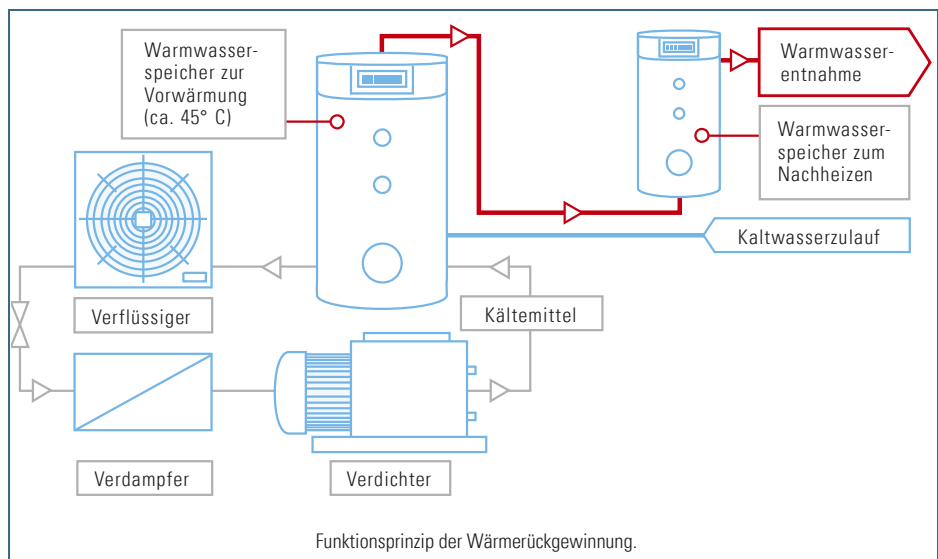 Warmwasser-
speicher zur
Vorwärmung
(ca. 45° C)
Warmwasser-
entnahme
Warmwasser-
speicher zum
Nachheizen
Kaltwasserzulauf
Verflüssiger
Kältemittel
Verdampfer
Verdichter
Funktionsprinzip der Wärmerückgewinnung.